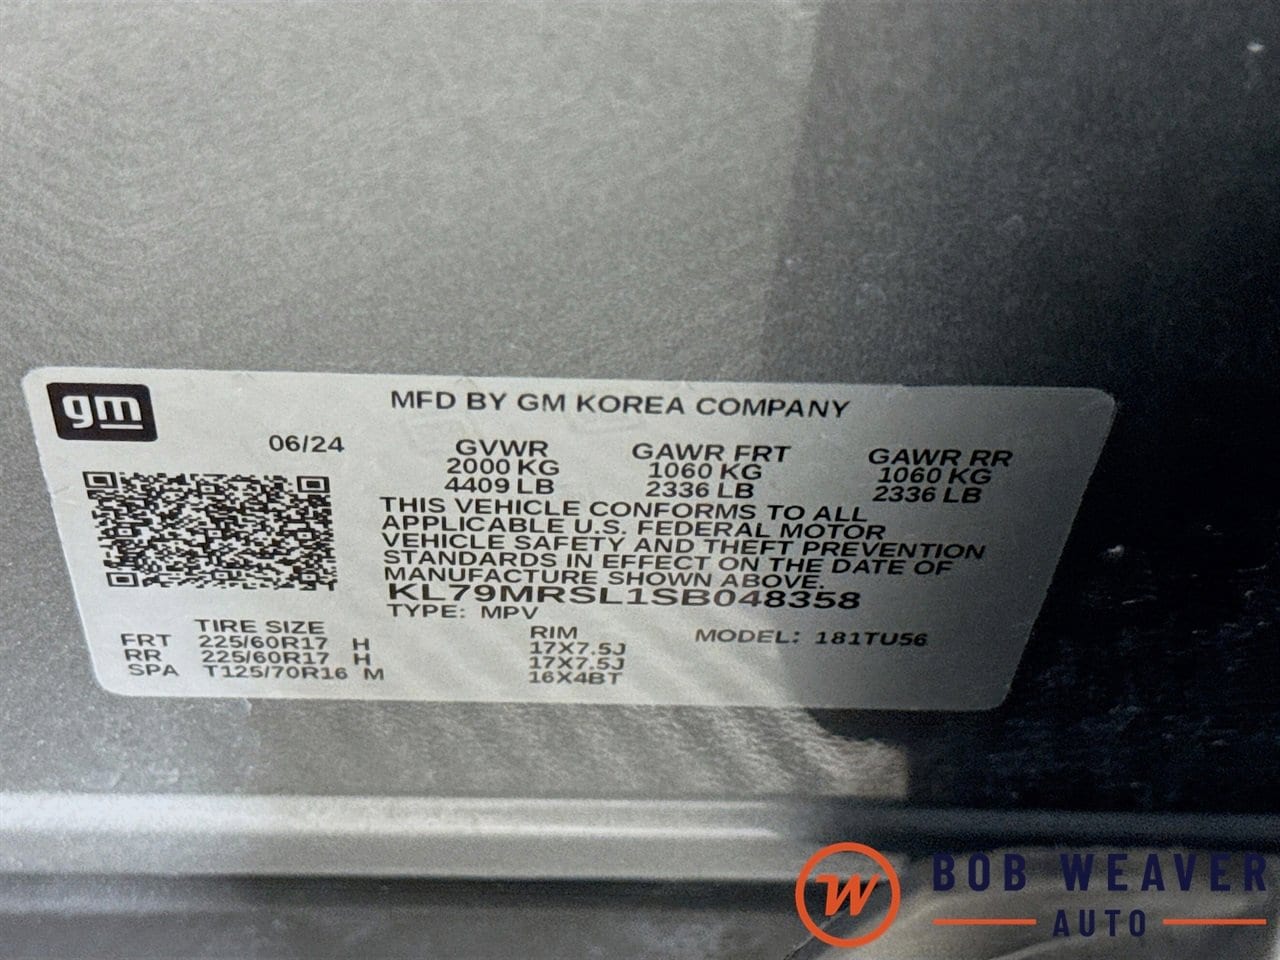 gm
MFD BY GM KOREA COMPANY
06/24
GVWR GAWR FRT GAWR RR
2000 KG 1060 KG 1060 KG
4409 LB 2336 LB 2336 LB
THIS VEHICLE CONFORMS TO ALL
APPLICABLE U.S. FEDERAL MOTOR
VEHICLE SAFETY AND THEFT PREVENTION
STANDARDS IN EFFECT ON THE DATE OF
MANUFACTURE SHOWN ABOVE.
KL79MRSL1SB048358
TYPE: MPV
TIRE SIZE RIM MODEL: 181TU56
FRT 225/60R17 H 17X7.5J
RR 225/60R17 H 17X7.5J
SPA T125/70R16 M 16X4BT
W BOB WEAVER
AUTO